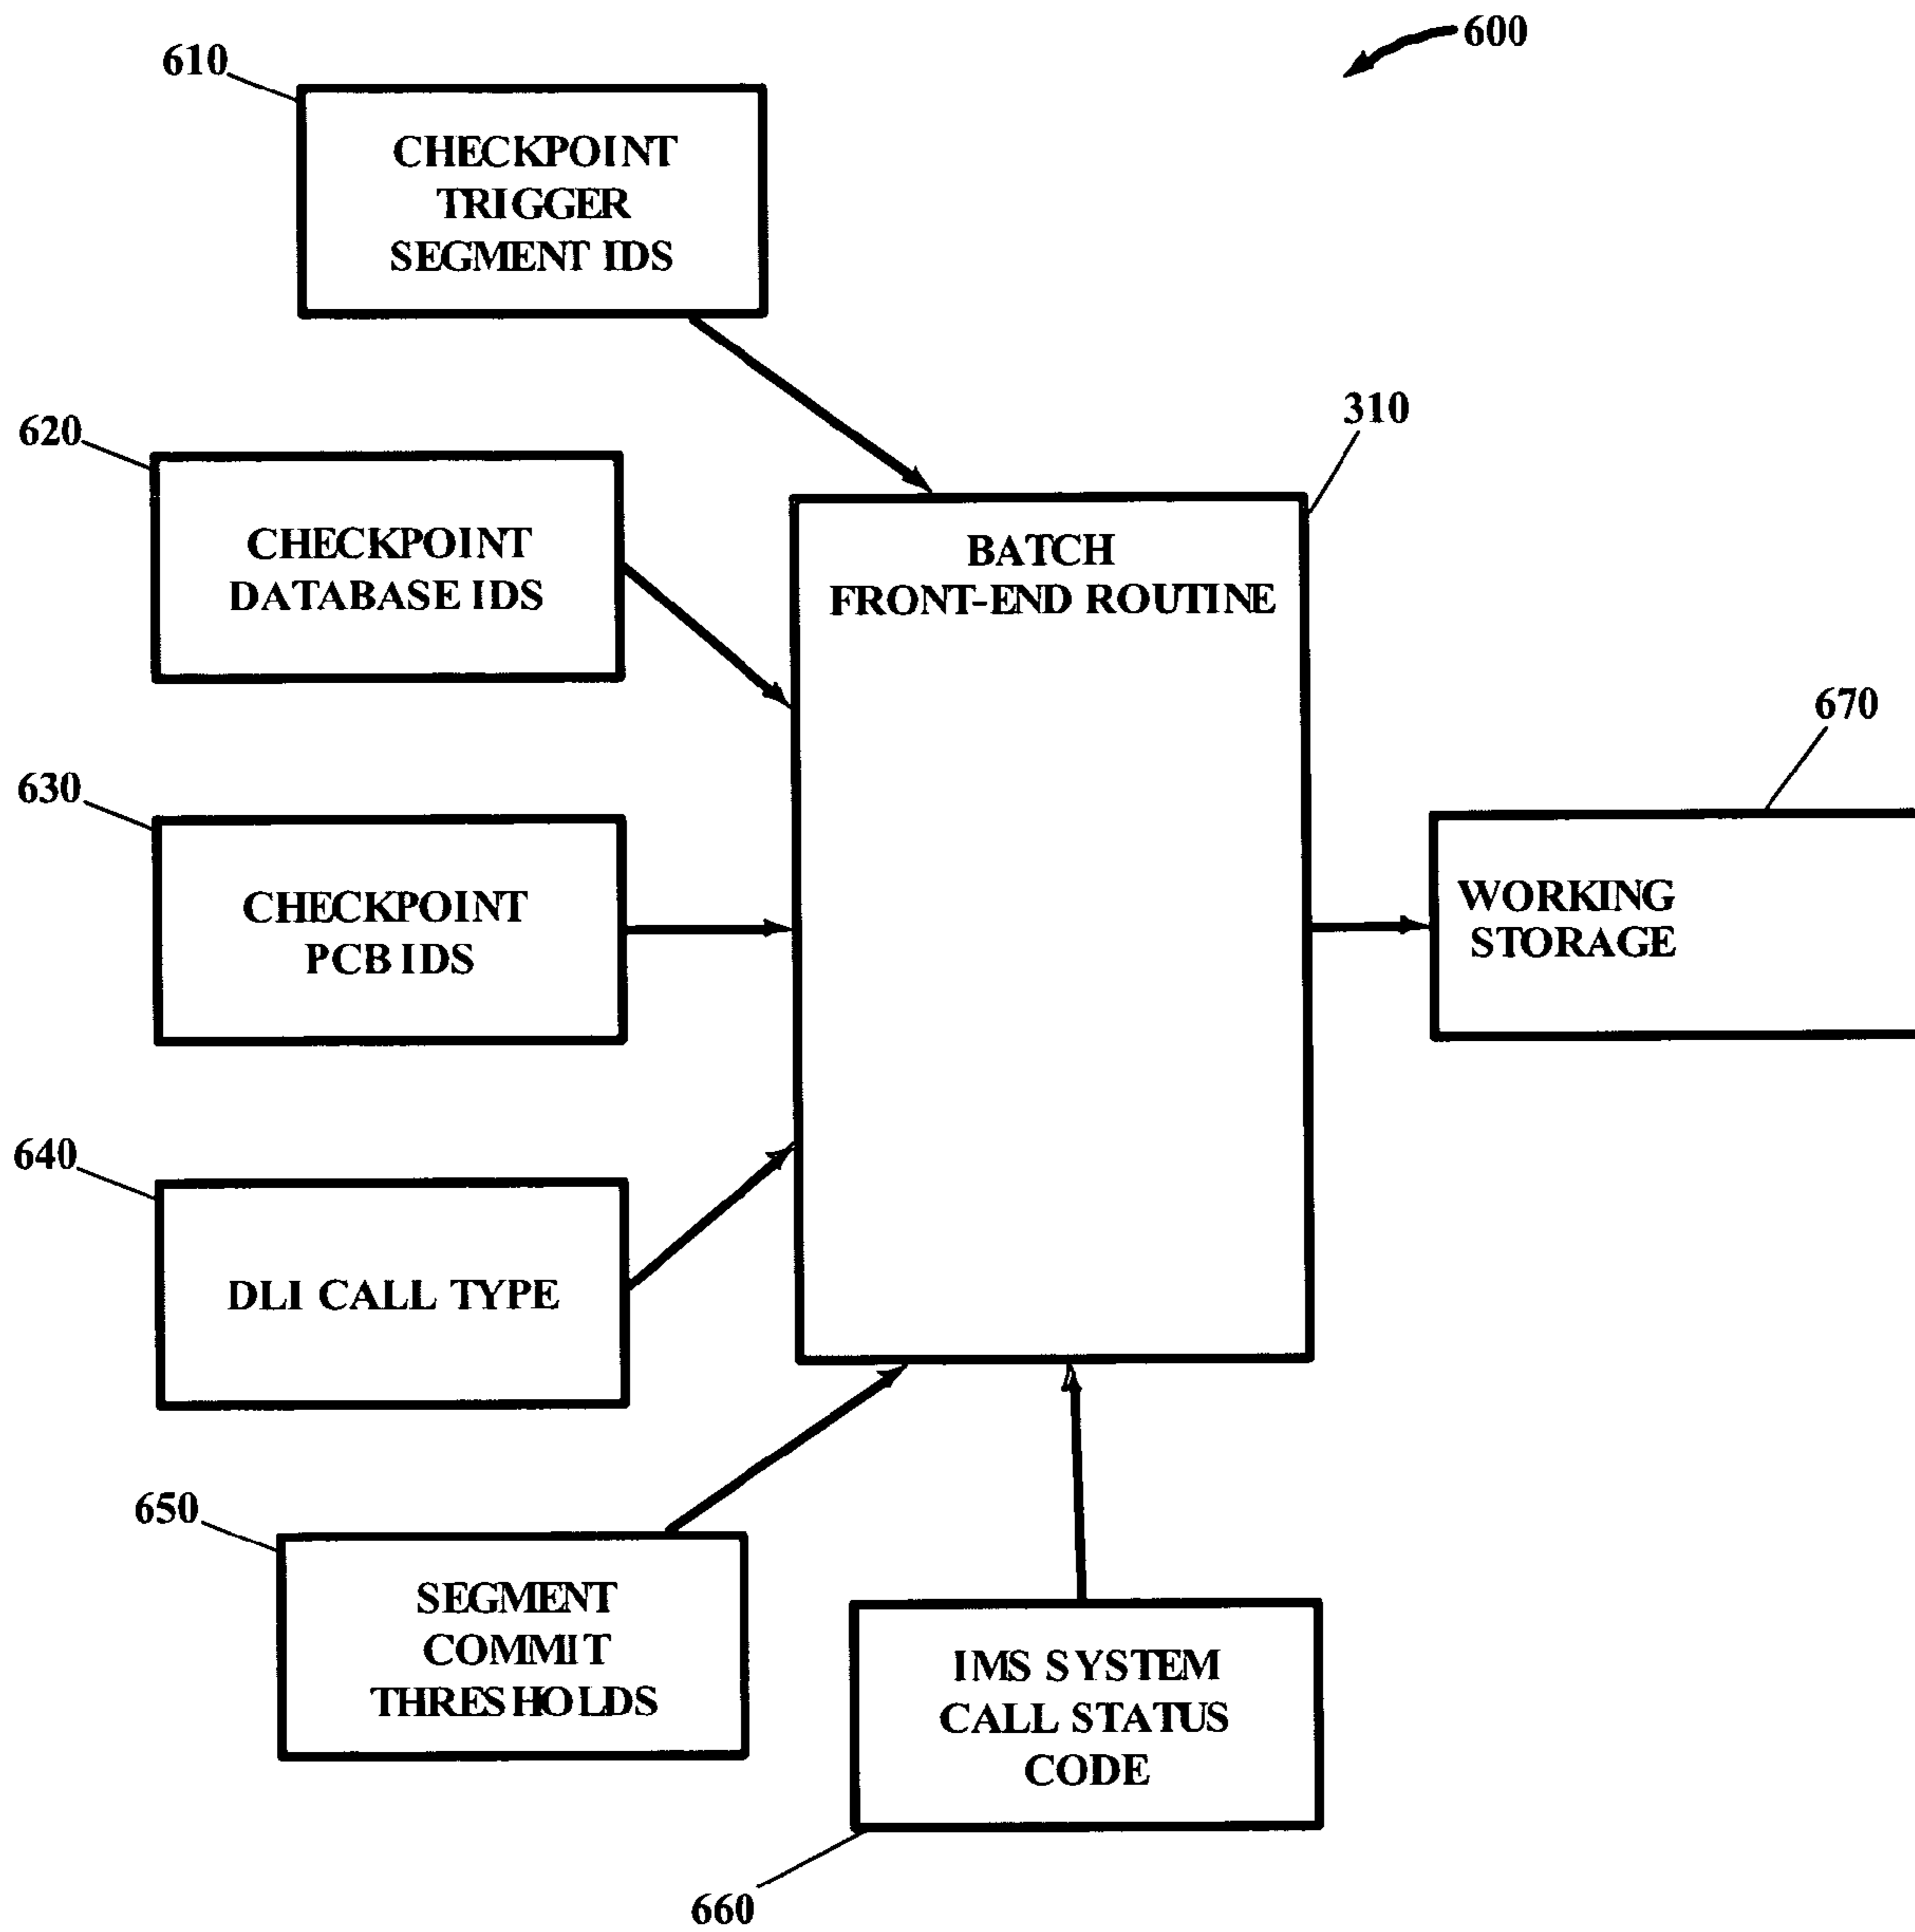 600
610
CHECKPOINT
TRIGGER
SEGMENT IDS
620
CHECKPOINT
DATABASE IDS
310
BATCH
FRONT-END ROUTINE
630
CHECKPOINT
PCB IDS
670
WORKING
STORAGE
640
DLI CALL TYPE
650
SEGMENT
COMMIT
THRESHOLDS
IMS SYSTEM
CALL STATUS
CODE
660